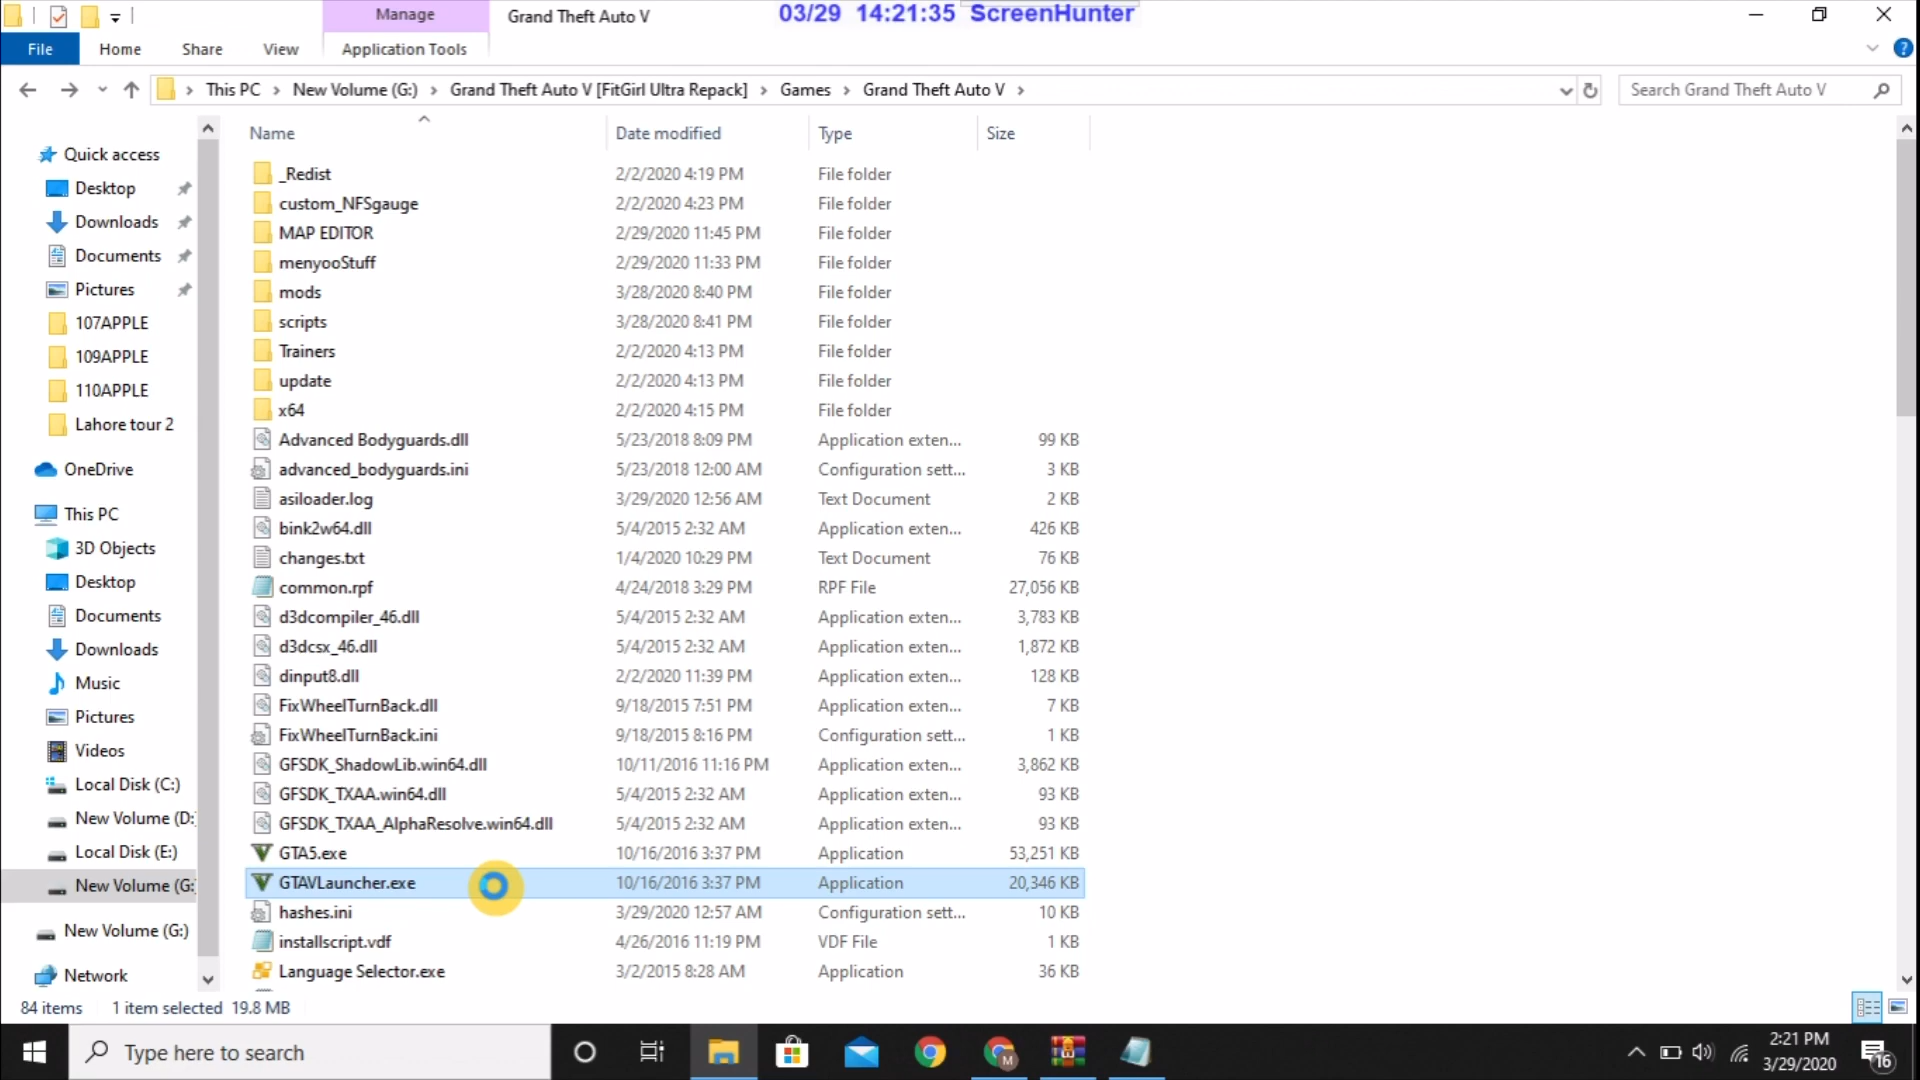 Manage
Grand Theft Auto V
03/29 14:21:35 ScreenHunter
File
Home
Share
View
Application Tools
This PC
New Volume (G:)
Grand Theft Auto V [FitGirl Ultra Repack]
Games
Grand Theft Auto V
Search Grand Theft Auto V
Name
Date modified
Type
Size
Quick access
Desktop
Downloads
Documents
Pictures
107APPLE
109APPLE
110APPLE
Lahore tour 2
OneDrive
This PC
3D Objects
Desktop
Documents
Downloads
Music
Pictures
Videos
Local Disk (C:)
New Volume (D:
Local Disk (E:)
New Volume (G:
New Volume (G:)
Network
_Redist 2/2/2020 4:19 PM File folder
custom_NFSgauge 2/2/2020 4:23 PM File folder
MAP EDITOR 2/29/2020 11:45 PM File folder
menyooStuff 2/29/2020 11:33 PM File folder
mods 3/28/2020 8:40 PM File folder
scripts 3/28/2020 8:41 PM File folder
Trainers 2/2/2020 4:13 PM File folder
update 2/2/2020 4:13 PM File folder
x64 2/2/2020 4:15 PM File folder
Advanced Bodyguards.dll 5/23/2018 8:09 PM Application exten... 99 KB
advanced_bodyguards.ini 5/23/2018 12:00 AM Configuration sett... 3 KB
asiloader.log 3/29/2020 12:56 AM Text Document 2 KB
bink2w64.dll 5/4/2015 2:32 AM Application exten... 426 KB
changes.txt 1/4/2020 10:29 PM Text Document 76 KB
common.rpf 4/24/2018 3:29 PM RPF File 27,056 KB
d3dcompiler_46.dll 5/4/2015 2:32 AM Application exten... 3,783 KB
d3dcsx_46.dll 5/4/2015 2:32 AM Application exten... 1,872 KB
dinput8.dll 2/2/2020 11:39 PM Application exten... 128 KB
FixWheelTurnBack.dll 9/18/2015 7:51 PM Application exten... 7 KB
FixWheelTurnBack.ini 9/18/2015 8:16 PM Configuration sett... 1 KB
GFSDK_ShadowLib.win64.dll 10/11/2016 11:16 PM Application exten... 3,862 KB
GFSDK_TXAA.win64.dll 5/4/2015 2:32 AM Application exten... 93 KB
GFSDK_TXAA_AlphaResolve.win64.dll 5/4/2015 2:32 AM Application exten... 93 KB
GTA5.exe 10/16/2016 3:37 PM Application 53,251 KB
GTAVLauncher.exe 10/16/2016 3:37 PM Application 20,346 KB
hashes.ini 3/29/2020 12:57 AM Configuration sett... 10 KB
installscript.vdf 4/26/2016 11:19 PM VDF File 1 KB
Language Selector.exe 3/2/2015 8:28 AM Application 36 KB
84 items 1 item selected 19.8 MB
Type here to search
M
2:21 PM
3/29/2020
16